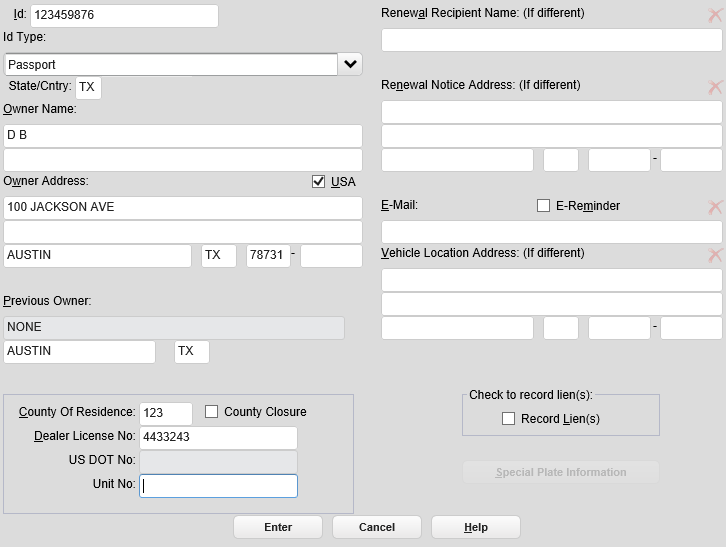 Id: 123459876
Id Type:
Passport
State/Cntry: TX
Owner Name:
D B
Owner Address: USA
100 JACKSON AVE
AUSTIN TX 78731 -
Previous Owner:
NONE
AUSTIN TX
County Of Residence: 123 County Closure
Dealer License No: 4433243
US DOT No:
Unit No:
Renewal Recipient Name: (If different)
Renewal Notice Address: (If different)
-
E-Mail: E-Reminder
Vehicle Location Address: (If different)
-
Check to record lien(s):
Record Lien(s)
Special Plate Information
Enter Cancel Help